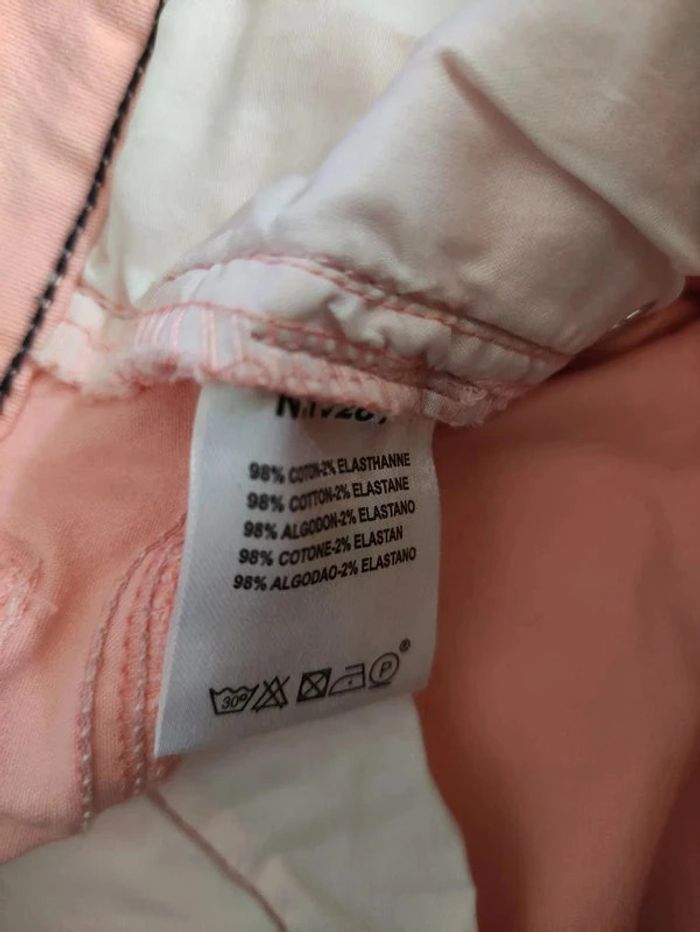 98% COTON-2% ELASTHANNE
98% COTTON-2% ELASTANE
98% ALGODON-2% ELASTANO
98% COTONE-2% ELASTAN
98% ALGODAO-2% ELASTANO
30° P ®